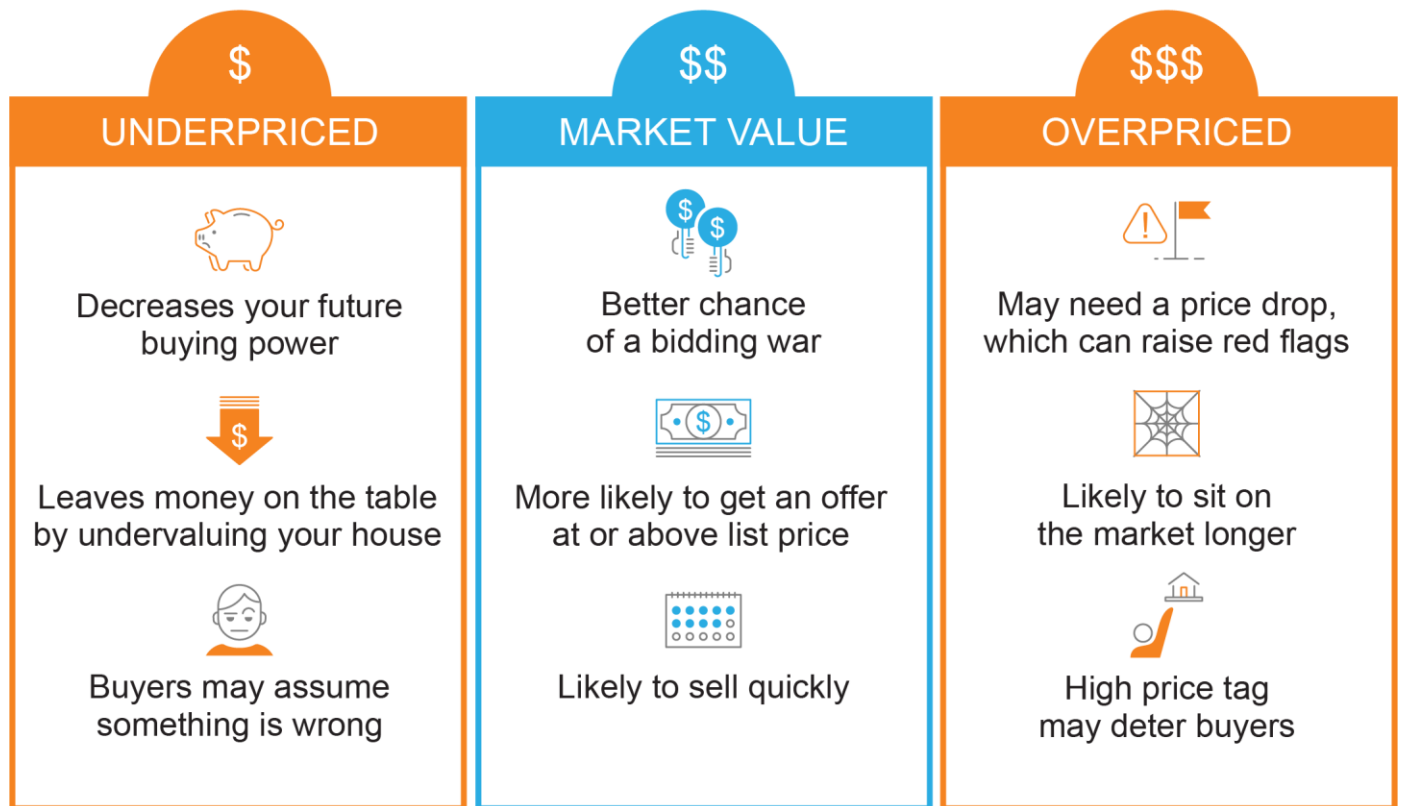 $
UNDERPRICED
Decreases your future
buying power
$
Leaves money on the table
by undervaluing your house
Buyers may assume
something is wrong
$$
MARKET VALUE
$
$
Better chance
of a bidding war
$
More likely to get an offer
at or above list price
Likely to sell quickly
$$$
OVERPRICED
!
May need a price drop,
which can raise red flags
Likely to sit on
the market longer
High price tag
may deter buyers